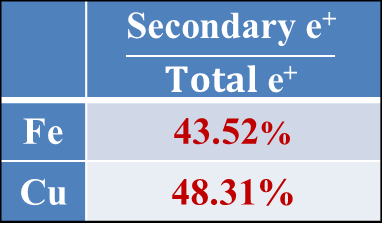 Secondary e⁺
Total e⁺
Fe 43.52%
Cu 48.31%